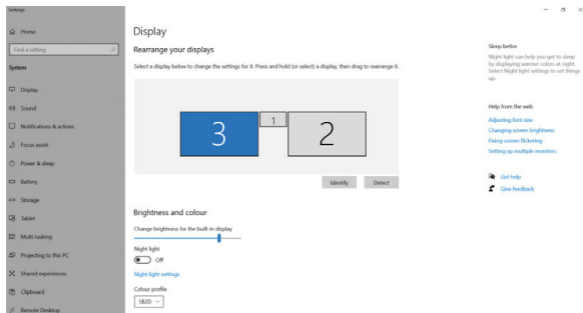 Settings
Home
Find a setting
System
Display
Sound
Notifications & actions
Focus assist
Power & sleep
Battery
Storage
Tablet
Multi-tasking
Projecting to this PC
Shared experiences
Clipboard
Remote Desktop
Display
Rearrange your displays
Select a display below to change the settings for it. Press and hold (or select) a display, then drag to rearrange it.
3
1
2
Identify
Detect
Brightness and colour
Change brightness for the built-in display
Night light
Off
Night light settings
Colour profile
SB2D
Sleep better
Night light can help you get to sleep
by displaying warmer colors at night.
Select Night light settings to set things
up.
Help from the web
Adjusting font size
Changing screen brightness
Fixing screen flickering
Setting up multiple monitors
Get help
Give feedback